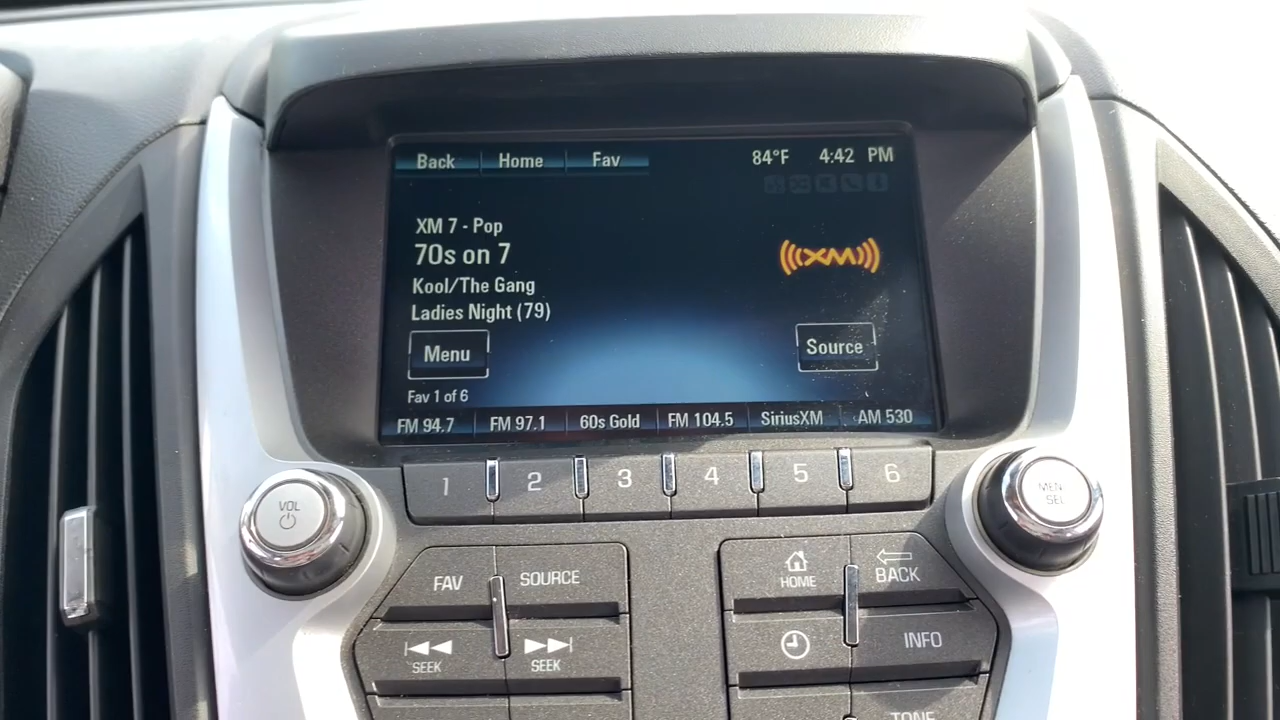 Back Home Fav 84°F 4:42 PM
XM 7 - Pop
70s on 7
((XM))
Kool/The Gang
Ladies Night (79)
Menu Source
Fav 1 of 6
FM 94.7 FM 97.1 60s Gold FM 104.5 SiriusXM AM 530
1 2 3 4 5 6
VOL
MENU
SEL
FAV SOURCE HOME BACK
SEEK SEEK INFO
TONE